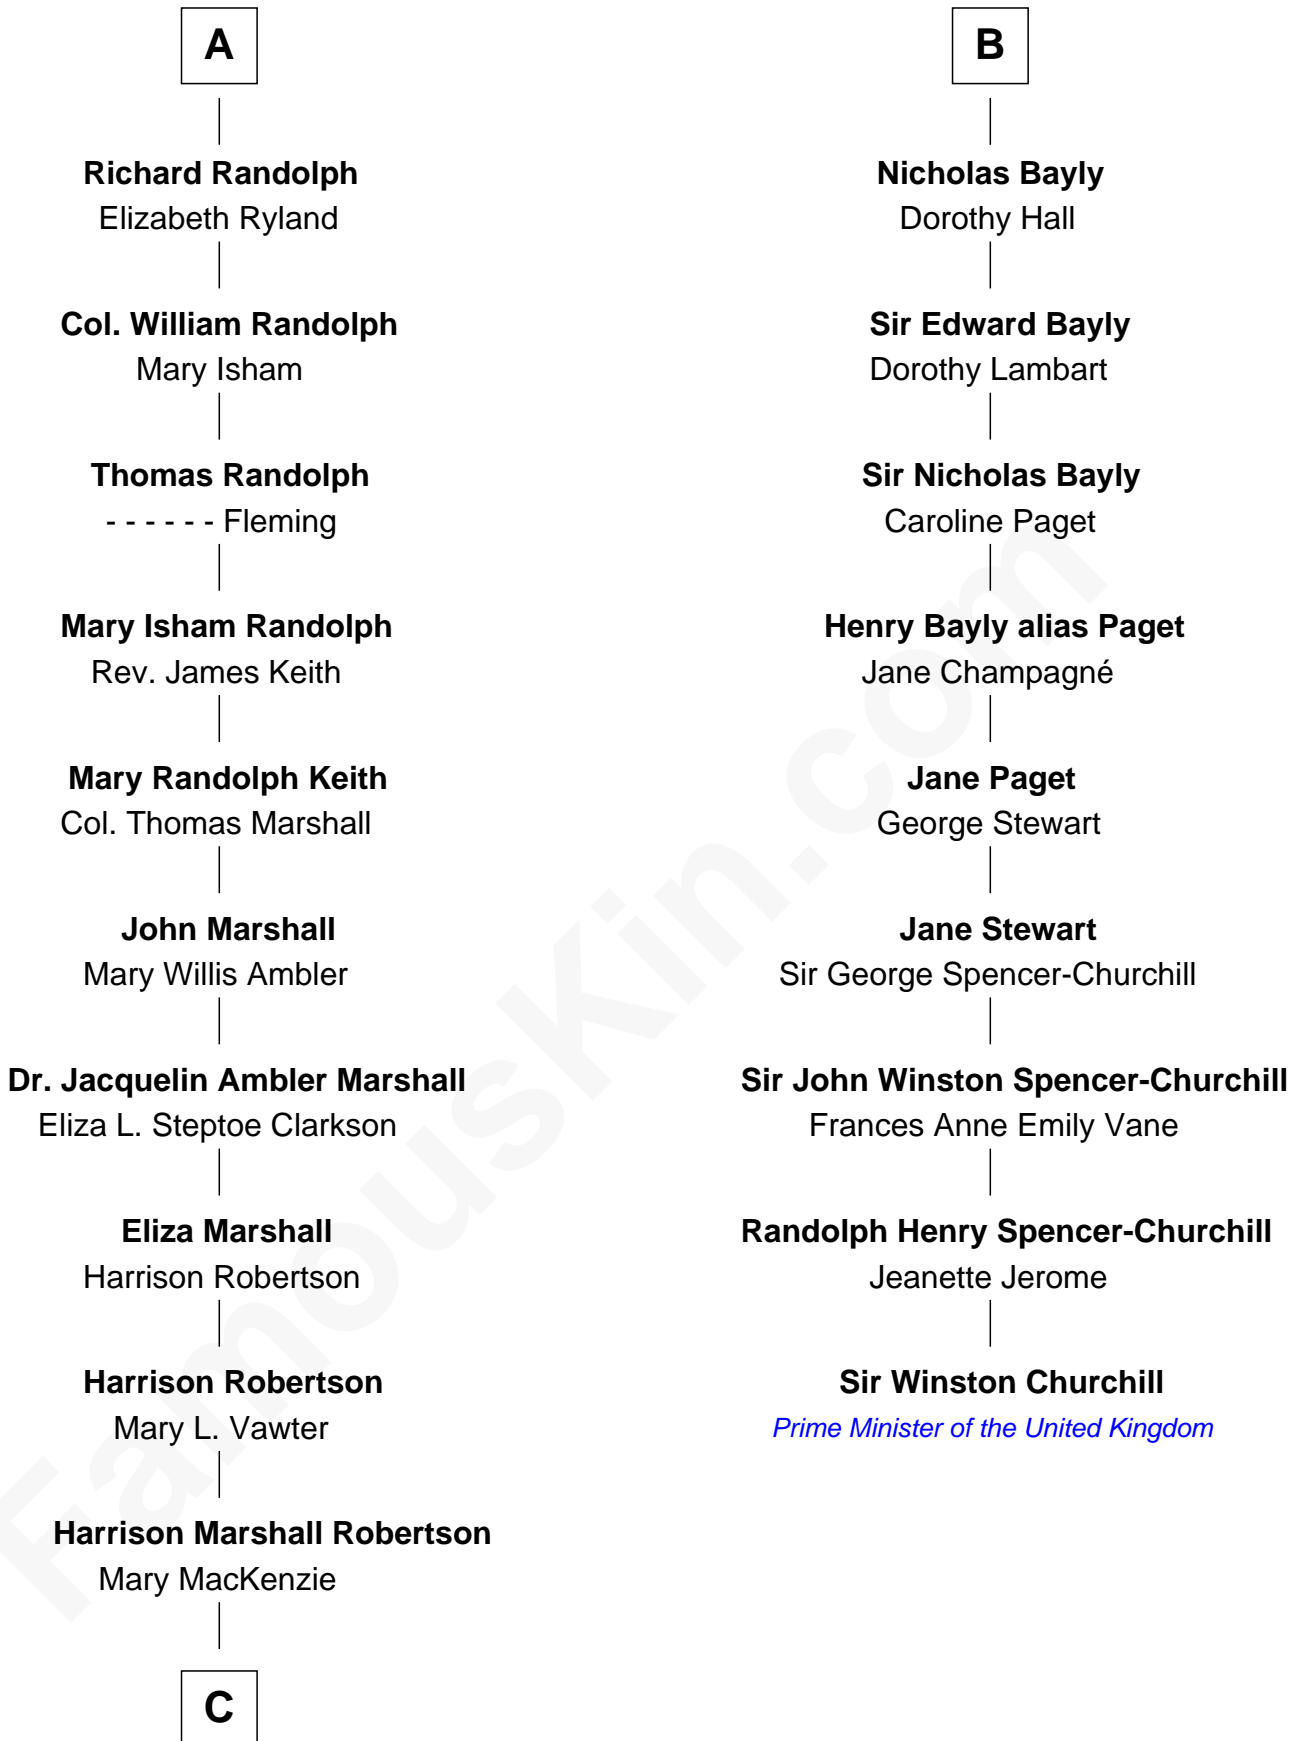 A
Richard Randolph
Elizabeth Ryland
Col. William Randolph
Mary Isham
Thomas Randolph
- - - - - - Fleming
Mary Isham Randolph
Rev. James Keith
Mary Randolph Keith
Col. Thomas Marshall
John Marshall
Mary Willis Ambler
Dr. Jacquelin Ambler Marshall
Eliza L. Steptoe Clarkson
Eliza Marshall
Harrison Robertson
Harrison Robertson
Mary L. Vawter
Harrison Marshall Robertson
Mary MacKenzie
C
B
Nicholas Bayly
Dorothy Hall
Sir Edward Bayly
Dorothy Lambart
Sir Nicholas Bayly
Caroline Paget
Henry Bayly alias Paget
Jane Champagné
Jane Paget
George Stewart
Jane Stewart
Sir George Spencer-Churchill
Sir John Winston Spencer-Churchill
Frances Anne Emily Vane
Randolph Henry Spencer-Churchill
Jeanette Jerome
Sir Winston Churchill
Prime Minister of the United Kingdom
FamousKin.com